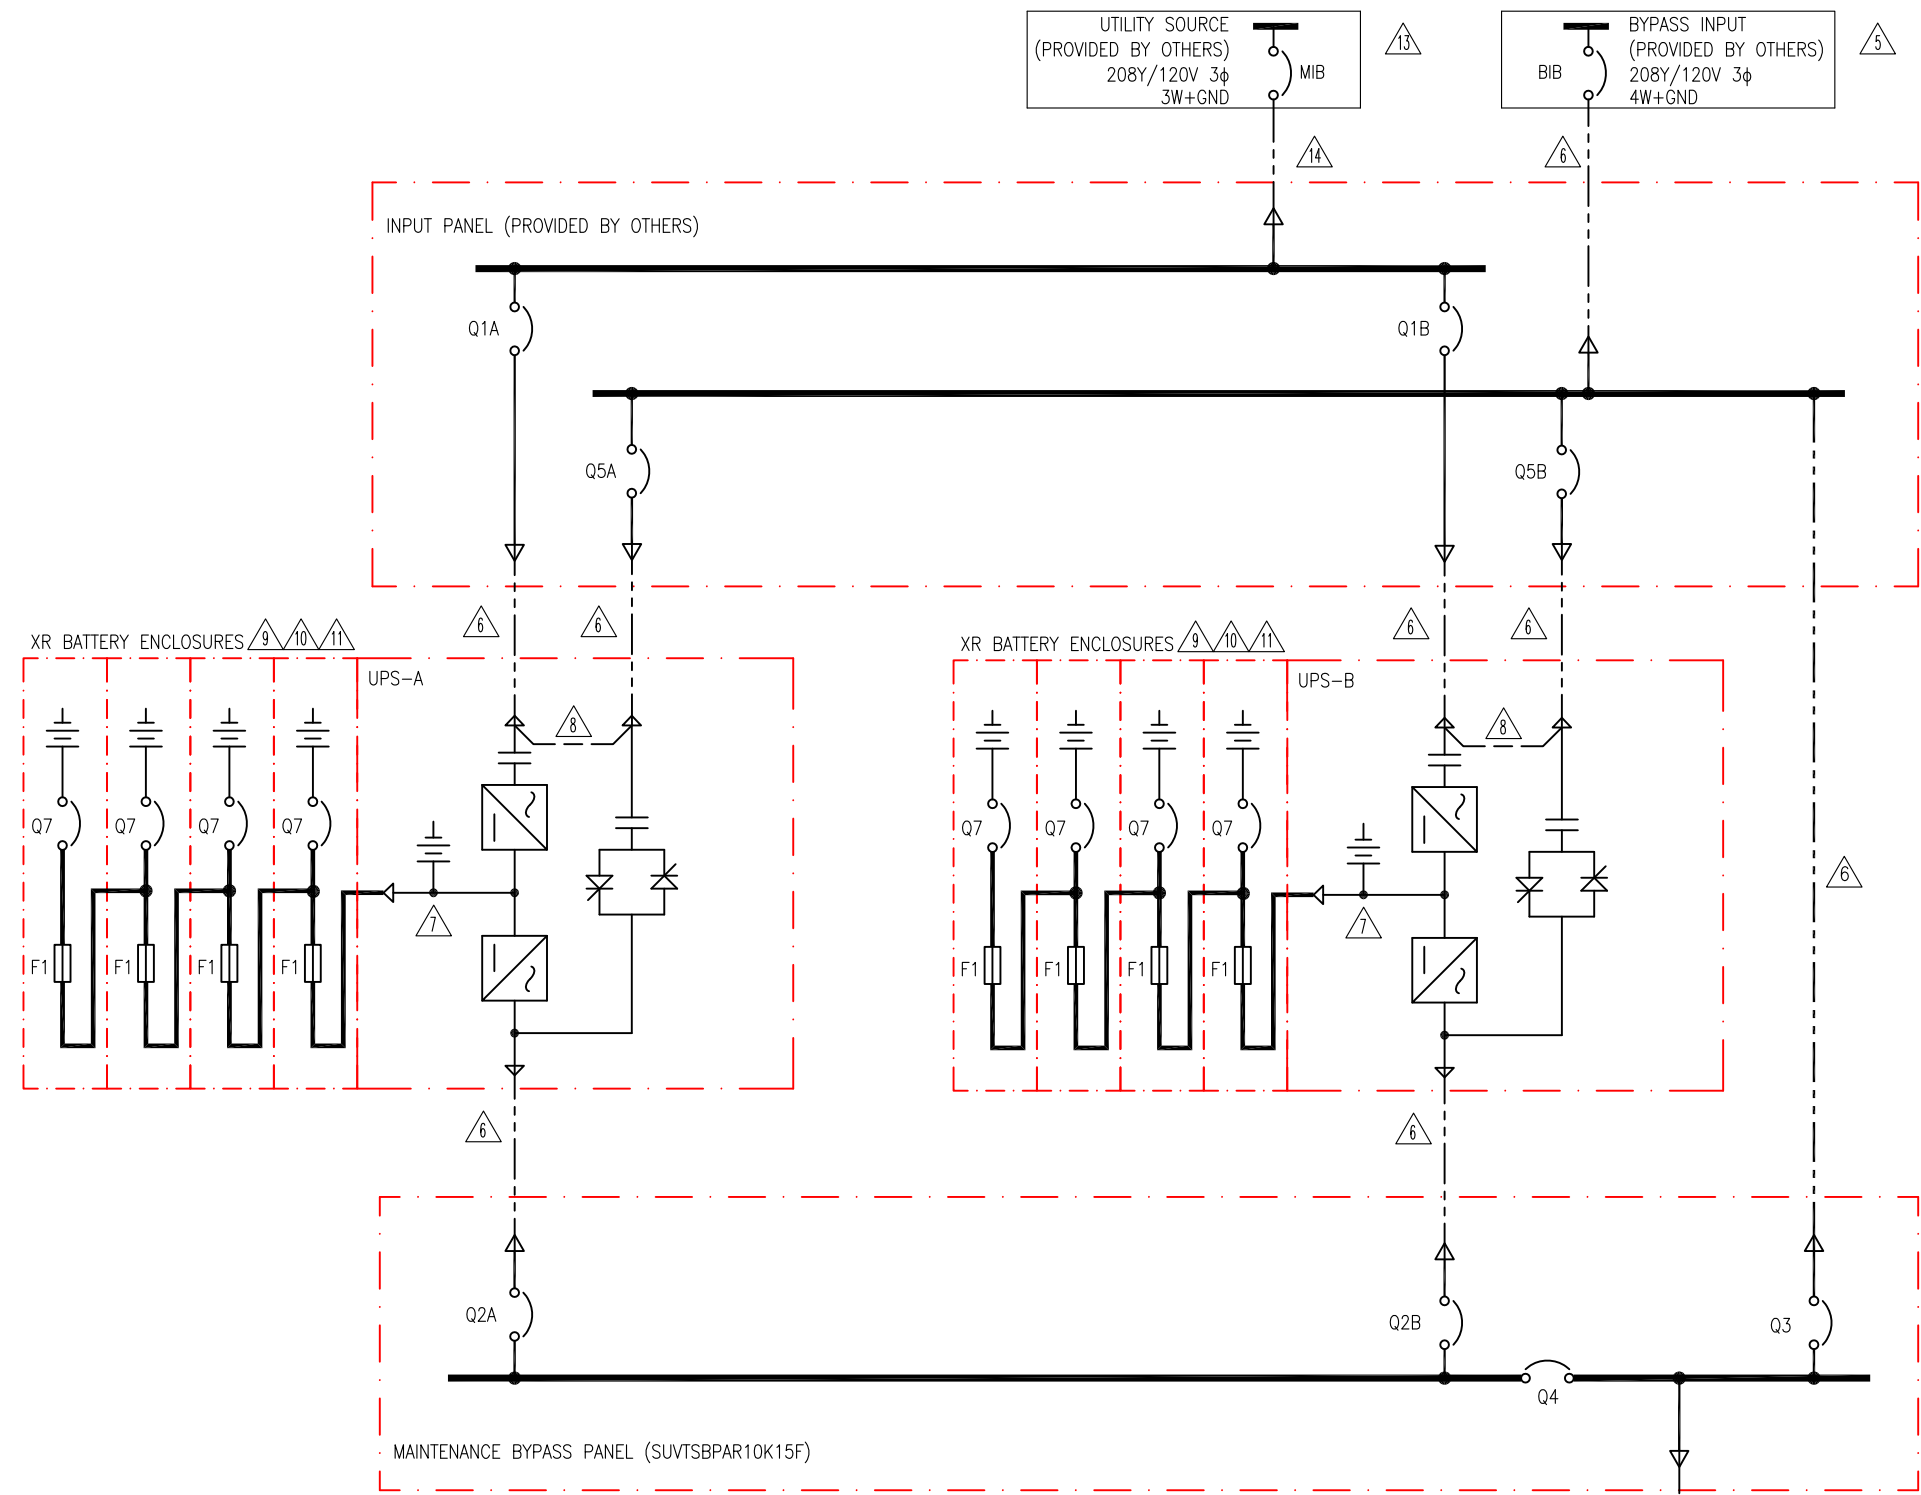 UTILITY SOURCE
(PROVIDED BY OTHERS)
208Y/120V 3ϕ
3W+GND
MIB
13
BIB
BYPASS INPUT
(PROVIDED BY OTHERS)
208Y/120V 3ϕ
4W+GND
5
14
6
INPUT PANEL (PROVIDED BY OTHERS)
Q1A
Q1B
Q5A
Q5B
6
6
6
6
XR BATTERY ENCLOSURES 9 10 11
XR BATTERY ENCLOSURES 9 10 11
UPS-A
UPS-B
8
8
Q7
Q7
Q7
Q7
Q7
Q7
Q7
Q7
6
7
7
F1
F1
F1
F1
F1
F1
F1
F1
6
6
Q2A
Q2B
Q3
Q4
MAINTENANCE BYPASS PANEL (SUVTSBPAR10K15F)